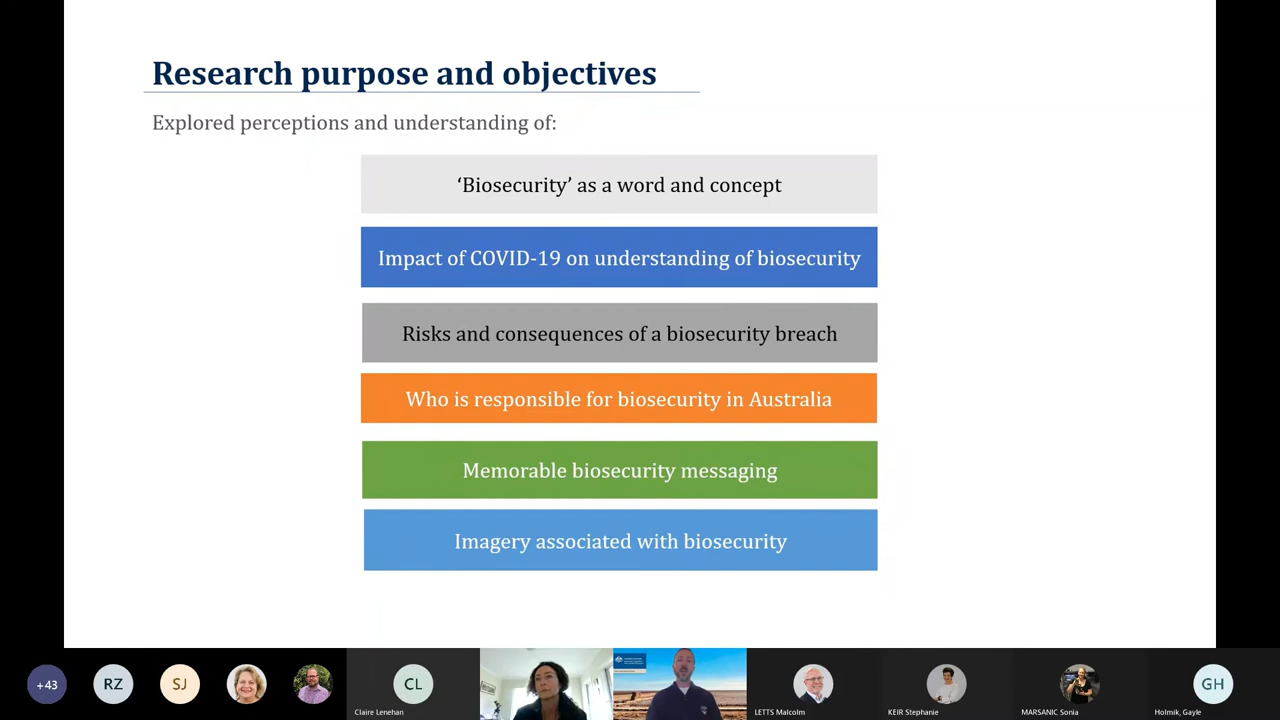 Research purpose and objectives
Explored perceptions and understanding of:
‘Biosecurity’ as a word and concept
Impact of COVID-19 on understanding of biosecurity
Risks and consequences of a biosecurity breach
Who is responsible for biosecurity in Australia
Memorable biosecurity messaging
Imagery associated with biosecurity
+43
RZ
SJ
CL
Claire Lenehan
LETTS Malcolm
KEIR Stephanie
MARSANIC Sonia
GH
Holmik, Gayle